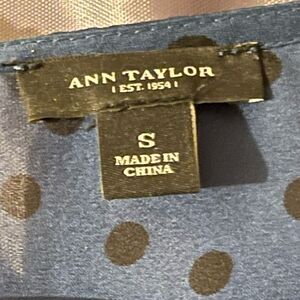 ANN TAYLOR
EST. 1954
S
MADE IN
CHINA